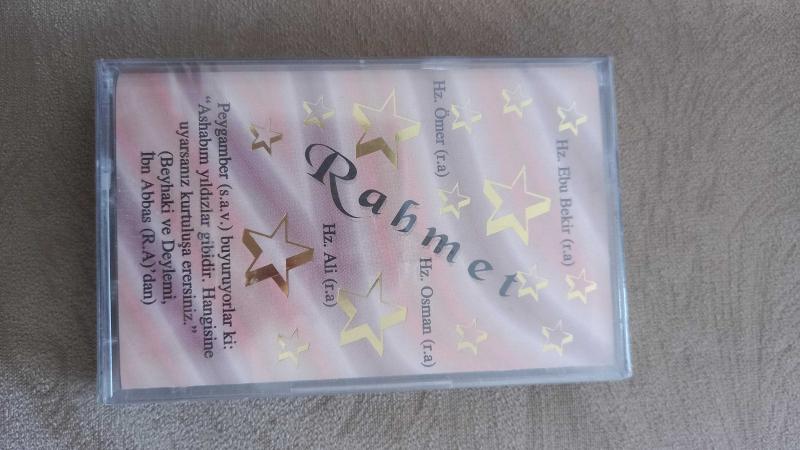 Hz. Ebu Bekir (r.a)
Hz. Ömer (r.a)
Hz. Osman (r.a)
Rahmet
Hz. Ali (r.a)
Peygamber (s.a.v.) buyuruyorlar ki:
"Ashabım yıldızlar gibidir. Hangisine
uyarsanız kurtuluşa erersiniz."
(Beyhaki ve Deylemi,
İbn Abbas (R.A)'dan)